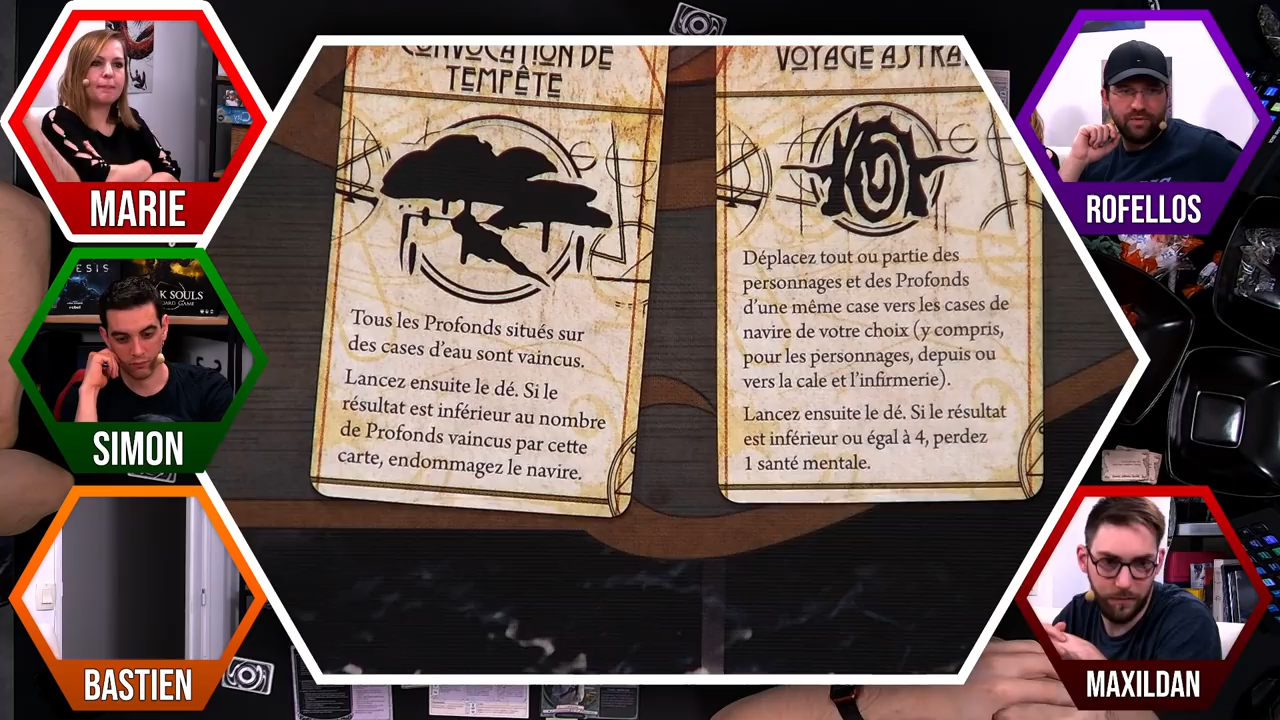 MARIE
SIMON
BASTIEN
ROFELLOS
MAXILDAN
CONVOCATION DE
TEMPÊTE
Tous les Profonds situés sur
des cases d'eau sont vaincus.
Lancez ensuite le dé. Si le
résultat est inférieur au nombre
de Profonds vaincus par cette
carte, endommagez le navire.
VOYAGE ASTRA
Déplacez tout ou partie des
personnages et des Profonds
d'une même case vers les cases de
navire de votre choix (y compris,
pour les personnages, depuis ou
vers la cale et l'infirmerie).
Lancez ensuite le dé. Si le résultat
est inférieur ou égal à 4, perdez
1 santé mentale.
ESIS
K SOULS